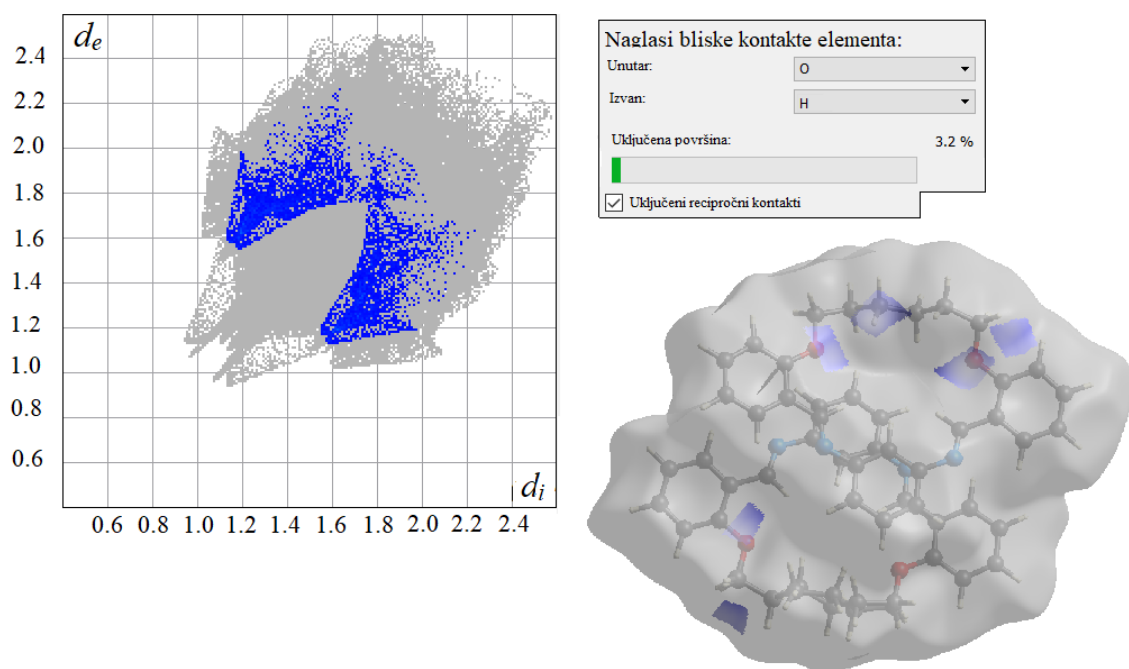 d_e
2.4
2.2
2.0
1.8
1.6
1.4
1.2
1.0
0.8
0.6
d_i
0.6 0.8 1.0 1.2 1.4 1.6 1.8 2.0 2.2 2.4
Naglasi bliske kontakte elementa:
Unutar: O
Izvan: H
Uključena površina: 3.2 %
Uključeni recipročni kontakti